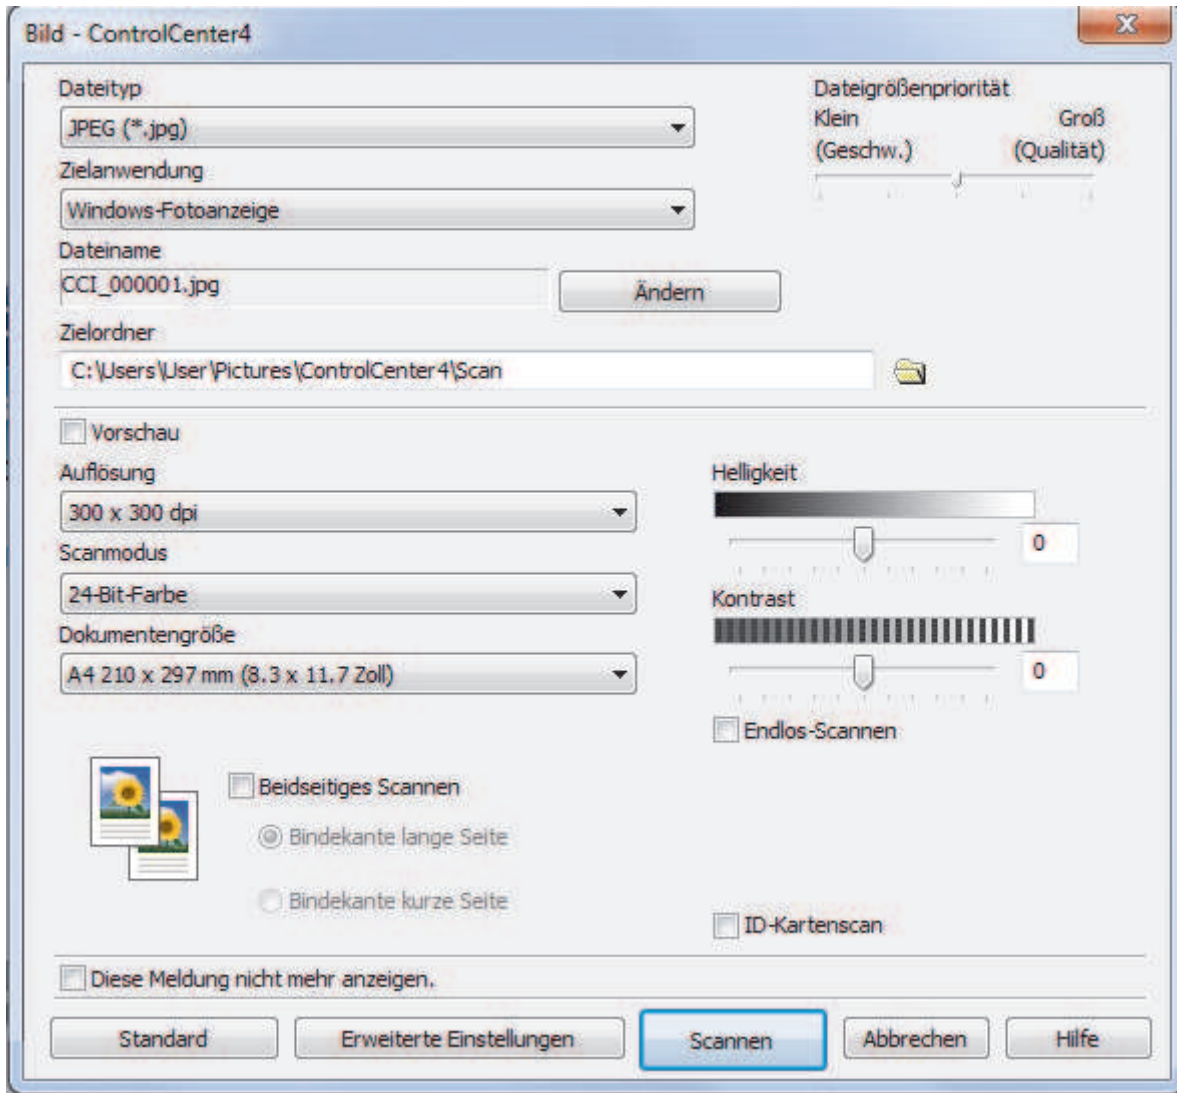 Bild - ControlCenter4
Dateityp
JPEG (*.jpg)
Zielanwendung
Windows-Fotoanzeige
Dateiname
CCI_000001.jpg
Ändern
Zielordner
C:\Users\User\Pictures\ControlCenter4\Scan
Dateigrößenpriorität
Klein Groß
(Geschw.) (Qualität)
Vorschau
Auflösung
300 x 300 dpi
Scanmodus
24-Bit-Farbe
Dokumentengröße
A4 210 x 297 mm (8.3 x 11.7 Zoll)
Helligkeit
0
Kontrast
0
Endlos-Scannen
Beidseitiges Scannen
Bindekante lange Seite
Bindekante kurze Seite
ID-Kartenscan
Diese Meldung nicht mehr anzeigen.
Standard Erweiterte Einstellungen Scannen Abbrechen Hilfe